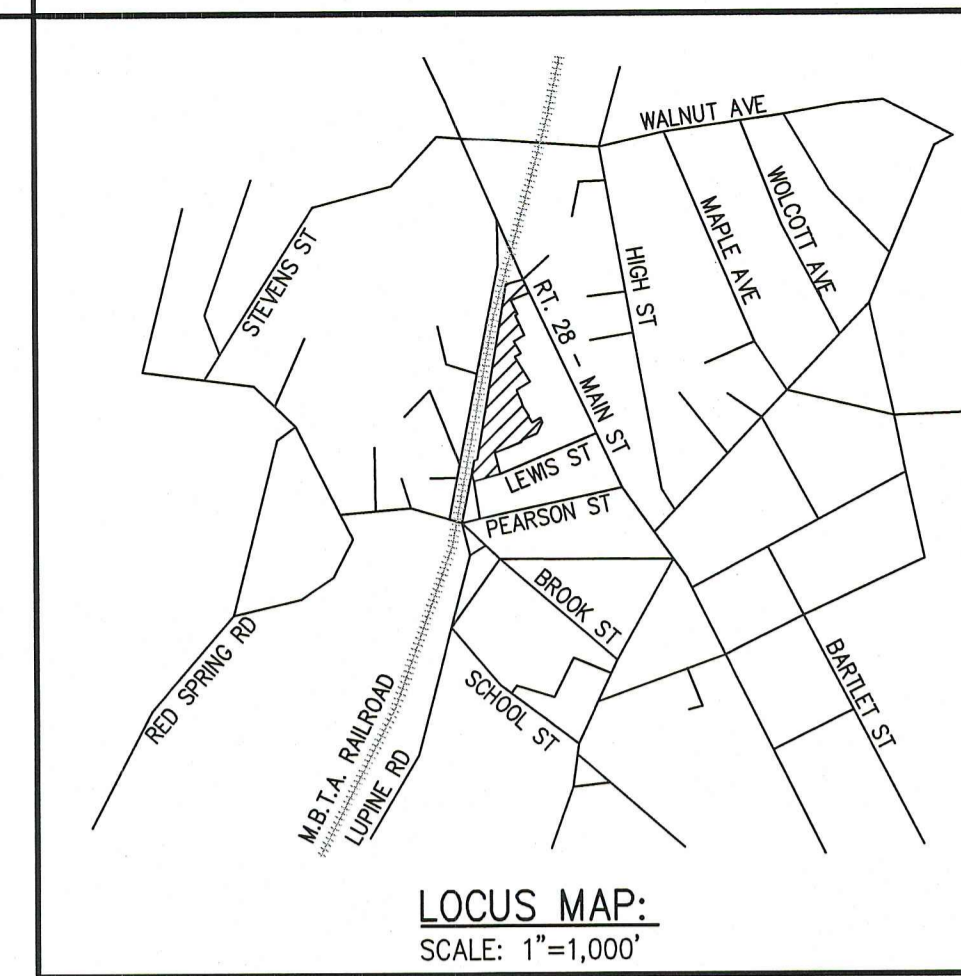 WALNUT AVE
WOLCOTT AVE
MAPLE AVE
STEVENS ST
HIGH ST
RT. 28 - MAIN ST
LEWIS ST
PEARSON ST
BROOK ST
RED SPRING RD
SCHOOL ST
BARTLET ST
M.B.T.A. RAILROAD
LUPINE RD
LOCUS MAP:
SCALE: 1"=1,000'